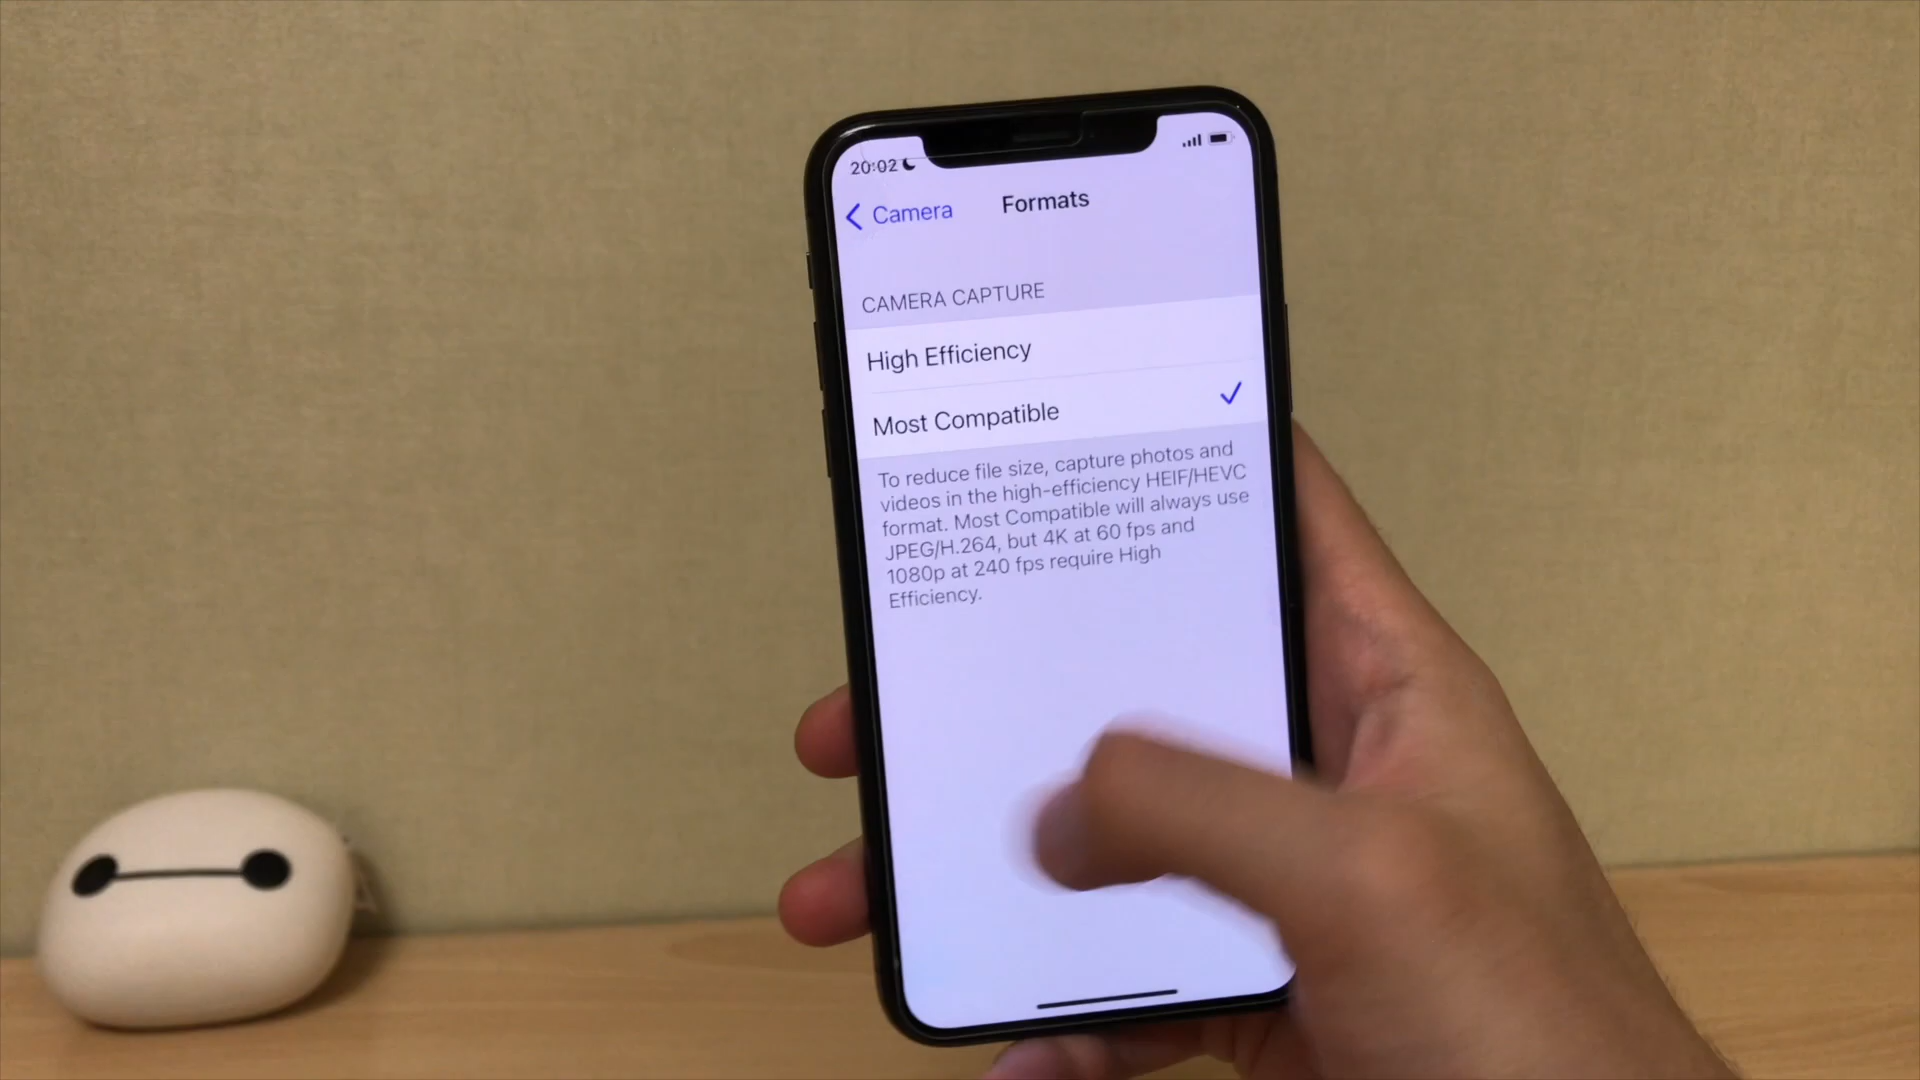 20:02
Camera
Formats
CAMERA CAPTURE
High Efficiency
Most Compatible
To reduce file size, capture photos and
videos in the high-efficiency HEIF/HEVC
format. Most Compatible will always use
JPEG/H.264, but 4K at 60 fps and
1080p at 240 fps require High
Efficiency.